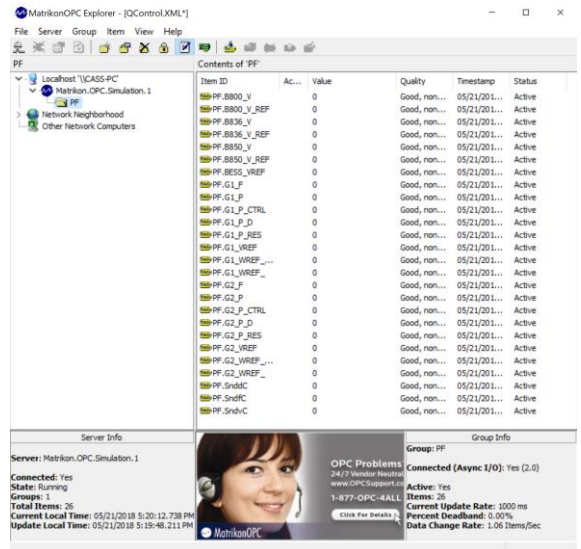 MatrikonOPC Explorer - [QControl.XML*]
File Server Group Item View Help
PF
Contents of 'PF'
Localhost '\\CASS-PC'
Matrikon.OPC.Simulation.1
PF
Network Neighborhood
Other Network Computers
Item ID Ac... Value Quality Timestamp Status
PF.B800_V 0 Good, non... 05/21/201... Active
PF.B800_V_REF 0 Good, non... 05/21/201... Active
PF.B836_V 0 Good, non... 05/21/201... Active
PF.B836_V_REF 0 Good, non... 05/21/201... Active
PF.B850_V 0 Good, non... 05/21/201... Active
PF.B850_V_REF 0 Good, non... 05/21/201... Active
PF.BESS_VREF 0 Good, non... 05/21/201... Active
PF.G1_F 0 Good, non... 05/21/201... Active
PF.G1_P 0 Good, non... 05/21/201... Active
PF.G1_P_CTRL 0 Good, non... 05/21/201... Active
PF.G1_P_D 0 Good, non... 05/21/201... Active
PF.G1_P_RES 0 Good, non... 05/21/201... Active
PF.G1_VREF 0 Good, non... 05/21/201... Active
PF.G1_WREF_... 0 Good, non... 05/21/201... Active
PF.G1_WREF_ 0 Good, non... 05/21/201... Active
PF.G2_F 0 Good, non... 05/21/201... Active
PF.G2_P 0 Good, non... 05/21/201... Active
PF.G2_P_CTRL 0 Good, non... 05/21/201... Active
PF.G2_P_D 0 Good, non... 05/21/201... Active
PF.G2_P_RES 0 Good, non... 05/21/201... Active
PF.G2_VREF 0 Good, non... 05/21/201... Active
PF.G2_WREF_... 0 Good, non... 05/21/201... Active
PF.G2_WREF_ 0 Good, non... 05/21/201... Active
PF.SnddC 0 Good, non... 05/21/201... Active
PF.SndfC 0 Good, non... 05/21/201... Active
PF.SndvC 0 Good, non... 05/21/201... Active
Server Info
Server: Matrikon.OPC.Simulation.1
Connected: Yes
State: Running
Groups: 1
Total Items: 26
Current Local Time: 05/21/2018 5:20:12.738 PM
Update Local Time: 05/21/2018 5:19:48.211 PM
OPC Problems
24/7 Vendor Neutral
www.OPCSupport.co
1-877-OPC-4ALL
Click For Details
MatrikonOPC
Group Info
Group: PF
Connected (Async I/O): Yes (2.0)
Active: Yes
Items: 26
Current Update Rate: 1000 ms
Percent Deadband: 0.00%
Data Change Rate: 1.06 Items/Sec